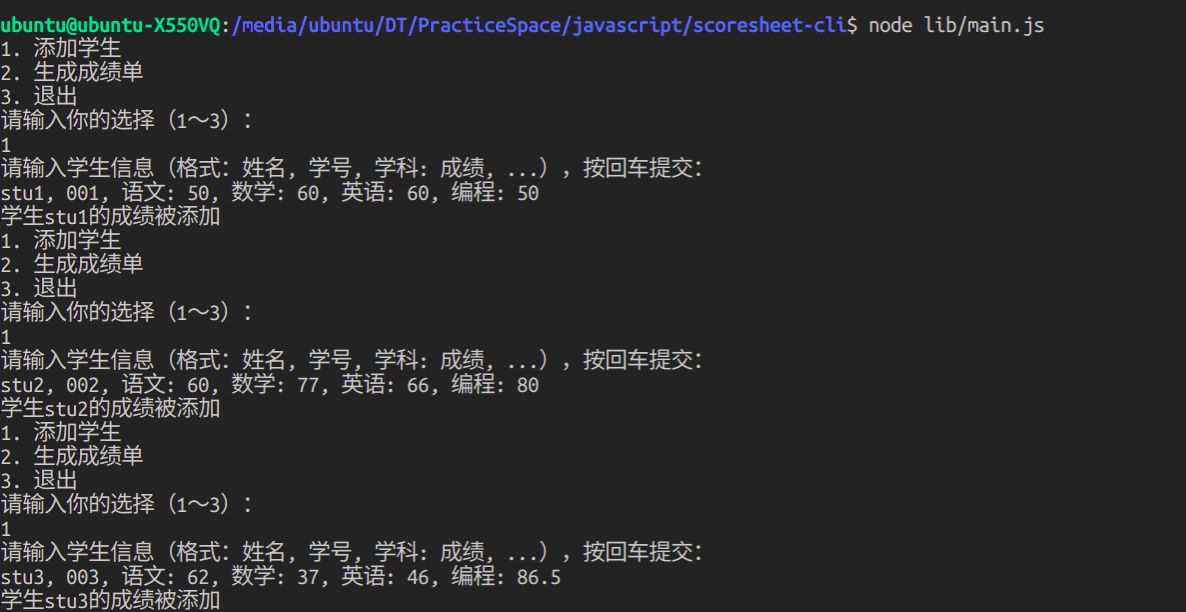 ubuntu@ubuntu-X550VQ:/media/ubuntu/DT/PracticeSpace/javascript/scoresheet-cli$ node lib/main.js
1. 添加学生
2. 生成成绩单
3. 退出
请输入你的选择（1～3）：
1
请输入学生信息（格式：姓名, 学号, 学科: 成绩, ...），按回车提交：
stu1, 001, 语文: 50, 数学: 60, 英语: 60, 编程: 50
学生stu1的成绩被添加
1. 添加学生
2. 生成成绩单
3. 退出
请输入你的选择（1～3）：
1
请输入学生信息（格式：姓名, 学号, 学科: 成绩, ...），按回车提交：
stu2, 002, 语文: 60, 数学: 77, 英语: 66, 编程: 80
学生stu2的成绩被添加
1. 添加学生
2. 生成成绩单
3. 退出
请输入你的选择（1～3）：
1
请输入学生信息（格式：姓名, 学号, 学科: 成绩, ...），按回车提交：
stu3, 003, 语文: 62, 数学: 37, 英语: 46, 编程: 86.5
学生stu3的成绩被添加